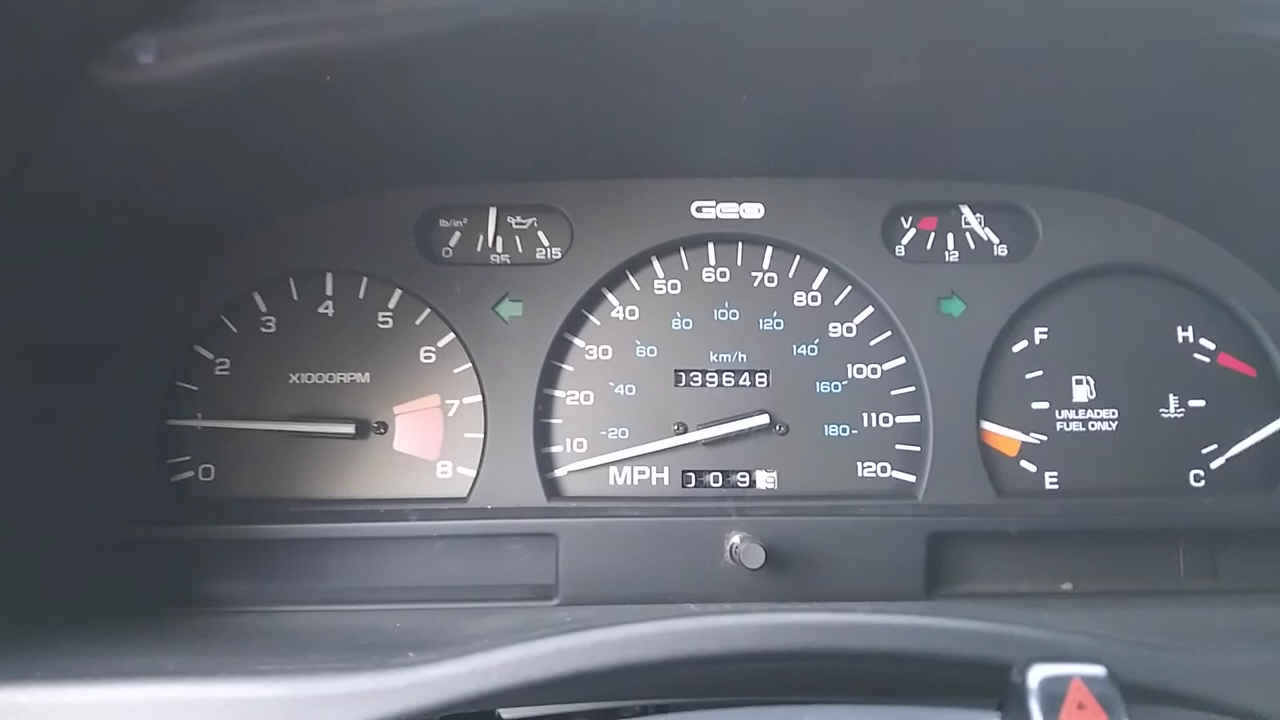 GEO
lb/in²
0 95 215
V
8 12 16
0 1 2 3 4 5 6 7 8
X1000RPM
10 20 30 40 50 60 70 80 90 100 110 120
20 40 60 80 100 120 140 160 180
km/h
039648
MPH
F
E
UNLEADED
FUEL ONLY
H
C